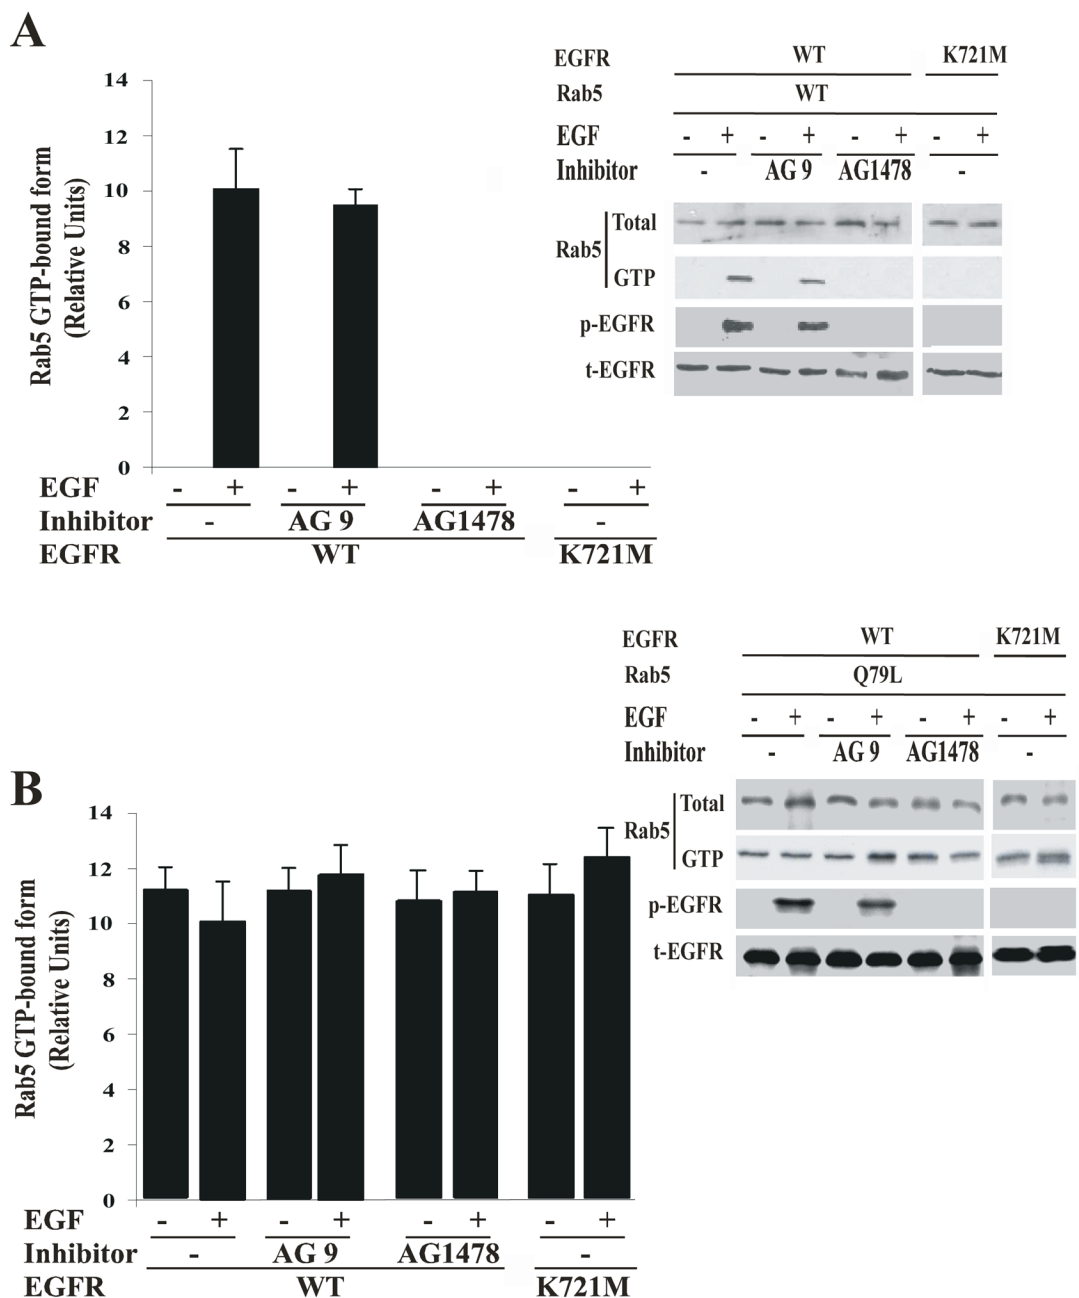 A
14
12
10
8
6
4
2
0
Rab5 GTP-bound form
(Relative Units)
EGF - + - + - + - +
Inhibitor - AG 9 AG1478 -
EGFR WT K721M
EGFR WT K721M
Rab5 WT
EGF - + - + - + - +
Inhibitor - AG 9 AG1478 -
Rab5
Total
GTP
p-EGFR
t-EGFR
B
14
12
10
8
6
4
2
0
Rab5 GTP-bound form
(Relative Units)
EGF - + - + - + - +
Inhibitor - AG 9 AG1478 -
EGFR WT K721M
EGFR WT K721M
Rab5 Q79L
EGF - + - + - + - +
Inhibitor - AG 9 AG1478 -
Rab5
Total
GTP
p-EGFR
t-EGFR